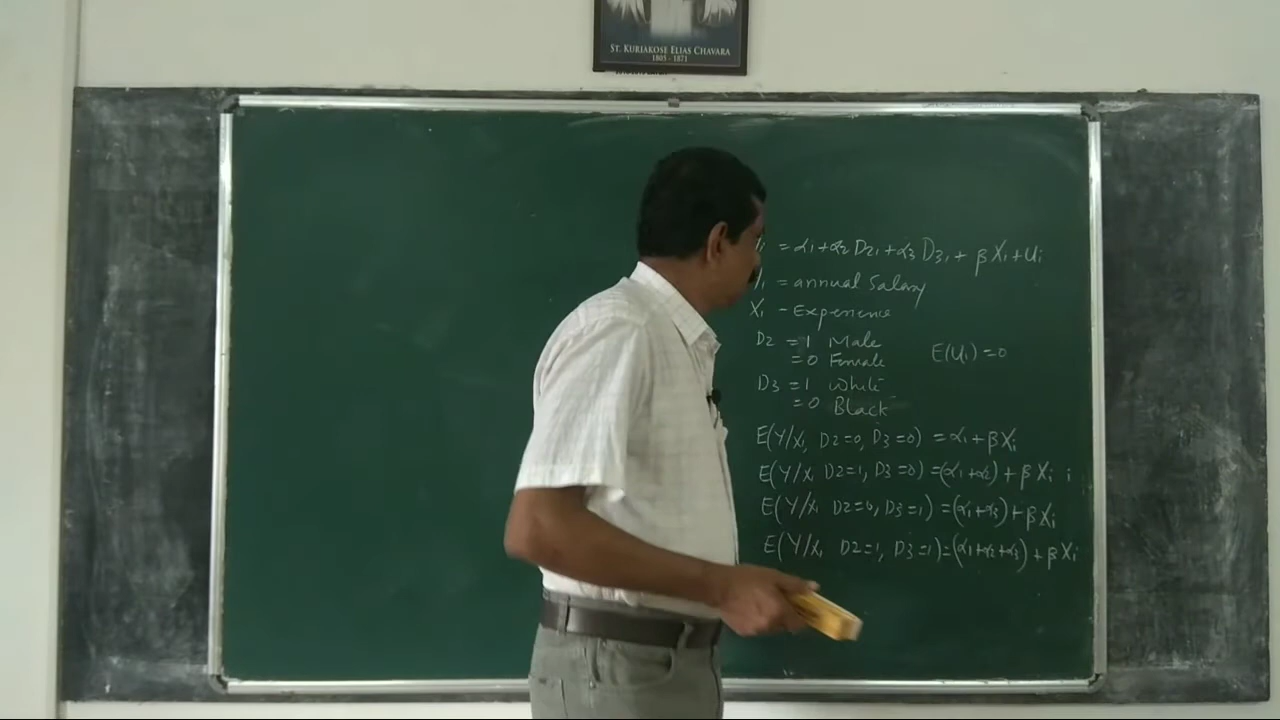 ST. KURIAKOSE ELIAS CHAVARA
1805 - 1871
Yi = α1 + α2 D2i + α3 D3i + β Xi + Ui
Yi = annual Salary
Xi - Experience
D2 = 1 Male
= 0 Female
E(Ui) = 0
D3 = 1 White
= 0 Black
E(Y/Xi, D2=0, D3=0) = α1 + βXi
E(Y/Xi D2=1, D3=0) = (α1+α2) + βXi i
E(Y/Xi D2=0, D3=1) = (α1+α3) + βXi
E(Y/Xi D2=1, D3=1) = (α1+α2+α3) + βXi